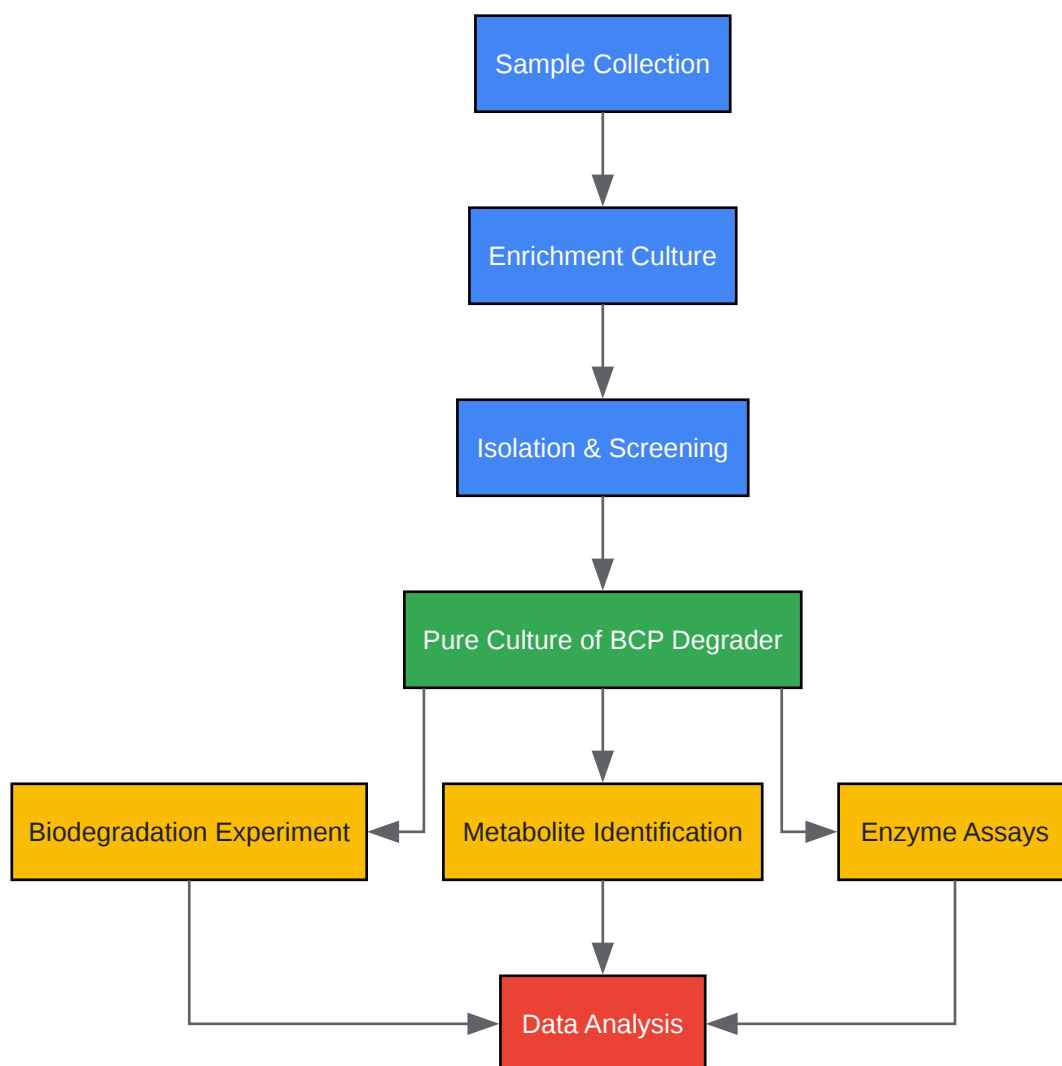 Sample Collection
Enrichment Culture
Isolation & Screening
Pure Culture of BCP Degrader
Biodegradation Experiment
Metabolite Identification
Enzyme Assays
Data Analysis